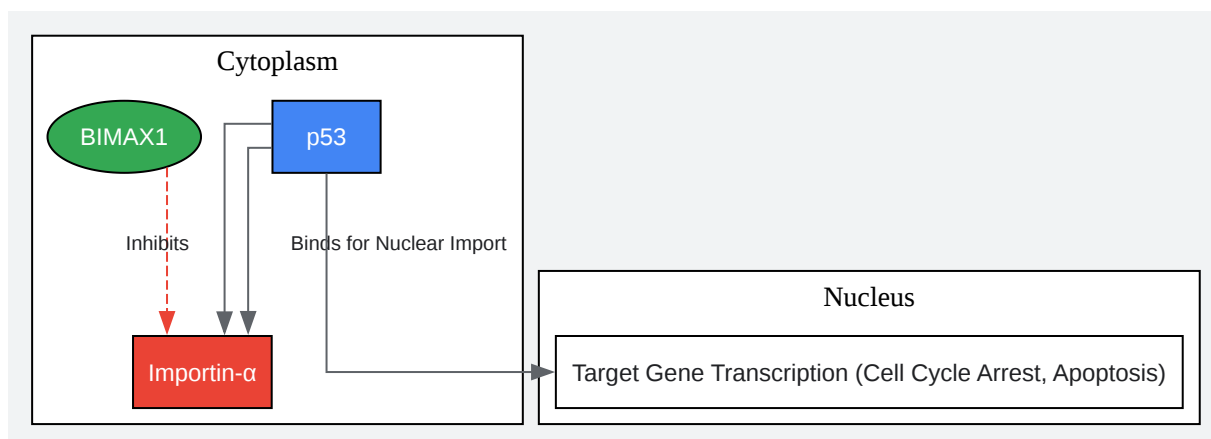 Cytoplasm
BIMAX1
p53
Inhibits
Binds for Nuclear Import
Nucleus
Importin-α
Target Gene Transcription (Cell Cycle Arrest, Apoptosis)